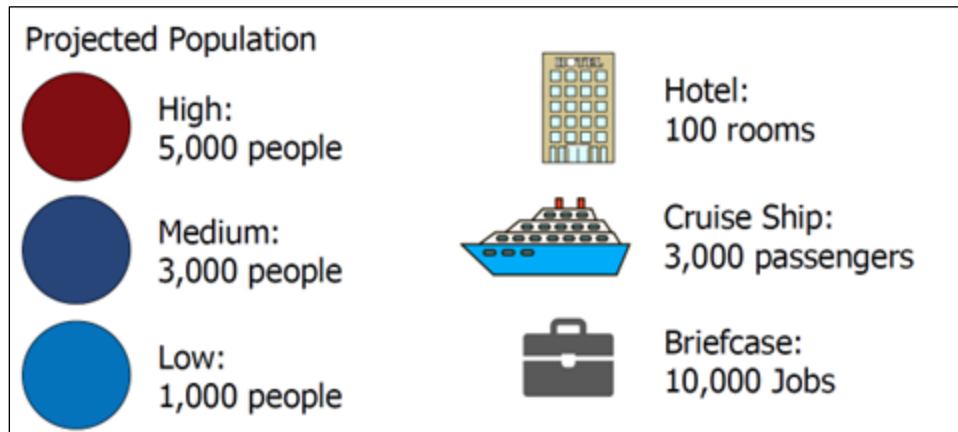 Projected Population
High:
5,000 people
Medium:
3,000 people
Low:
1,000 people
HOTEL
Hotel:
100 rooms
Cruise Ship:
3,000 passengers
Briefcase:
10,000 Jobs